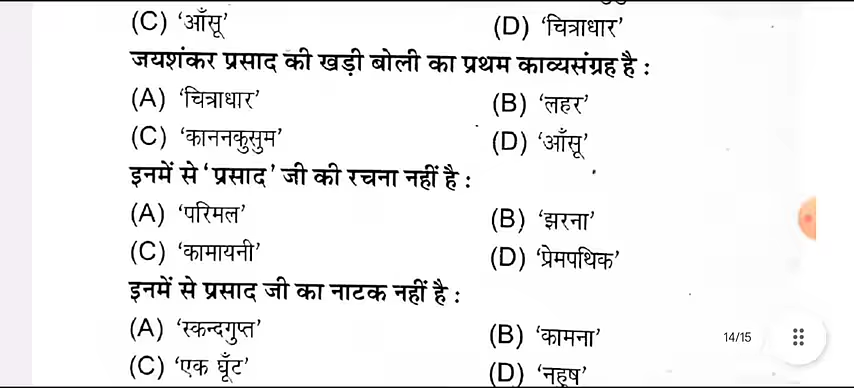 (C) ‘आँसू’ (D) ‘चित्राधार’
जयशंकर प्रसाद की खड़ी बोली का प्रथम काव्यसंग्रह है :
(A) ‘चित्राधार’ (B) ‘लहर’
(C) ‘काननकुसुम’ (D) ‘आँसू’
इनमें से ‘प्रसाद’ जी की रचना नहीं है :
(A) ‘परिमल’ (B) ‘झरना’
(C) ‘कामायनी’ (D) ‘प्रेमपथिक’
इनमें से प्रसाद जी का नाटक नहीं है :
(A) ‘स्कन्दगुप्त’ (B) ‘कामना’
14/15
(C) ‘एक घूँट’ (D) ‘नहुष’